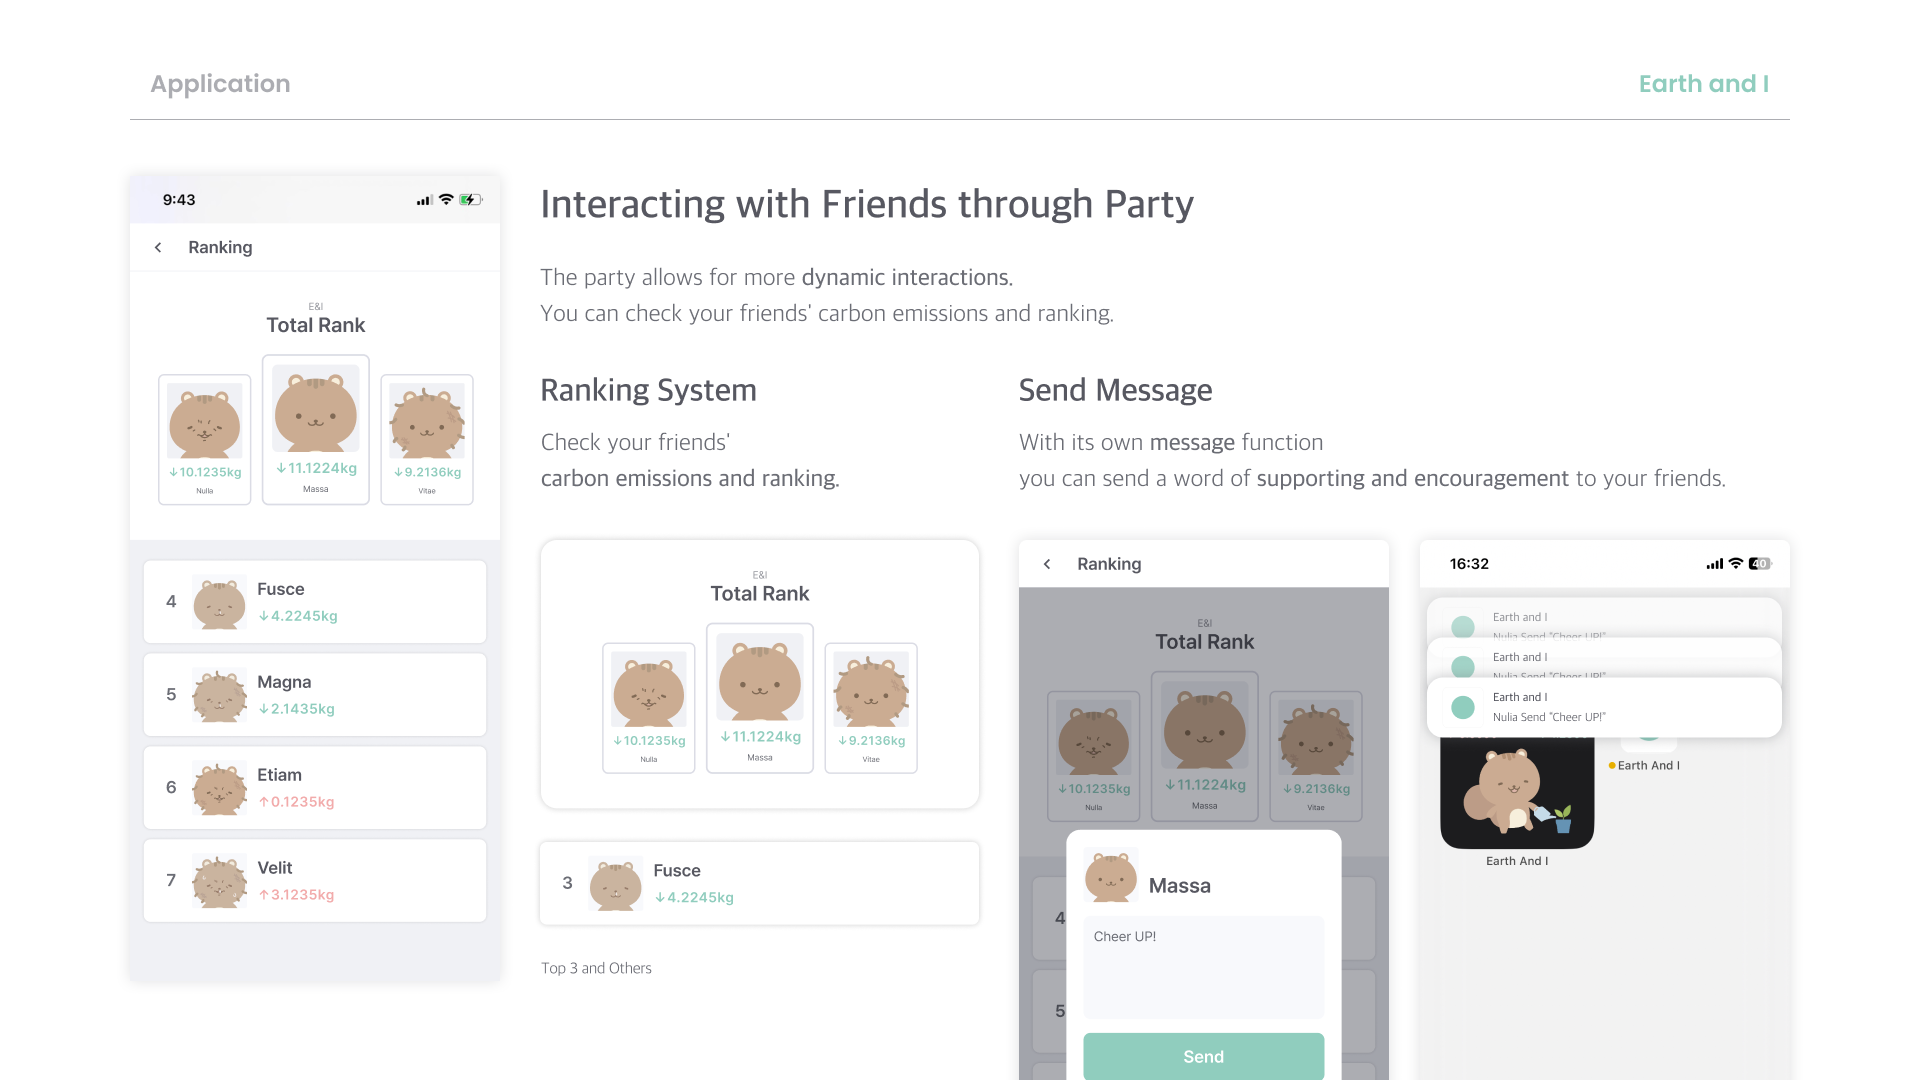 Application
Earth and I
9:43
Ranking
E&I
Total Rank
↓10.1235kg
Nulla
↓11.1224kg
Massa
↓9.2136kg
Vitae
4
Fusce
↓4.2245kg
5
Magna
↓2.1435kg
6
Etiam
↑0.1235kg
7
Velit
↑3.1235kg
Interacting with Friends through Party
The party allows for more dynamic interactions.
You can check your friends' carbon emissions and ranking.
Ranking System
Check your friends'
carbon emissions and ranking.
E&I
Total Rank
↓10.1235kg
Nulla
↓11.1224kg
Massa
↓9.2136kg
Vitae
3
Fusce
↓4.2245kg
Top 3 and Others
Send Message
With its own message function
you can send a word of supporting and encouragement to your friends.
Ranking
E&I
Total Rank
↓10.1235kg
Nulla
↓11.1224kg
Massa
↓9.2136kg
Vitae
4
5
Massa
Cheer UP!
Send
16:32
40
Earth and I
Nulia Send "Cheer UP!"
Earth and I
Nulia Send "Cheer UP!"
Earth and I
Nulia Send "Cheer UP!"
Earth And I
Earth And I